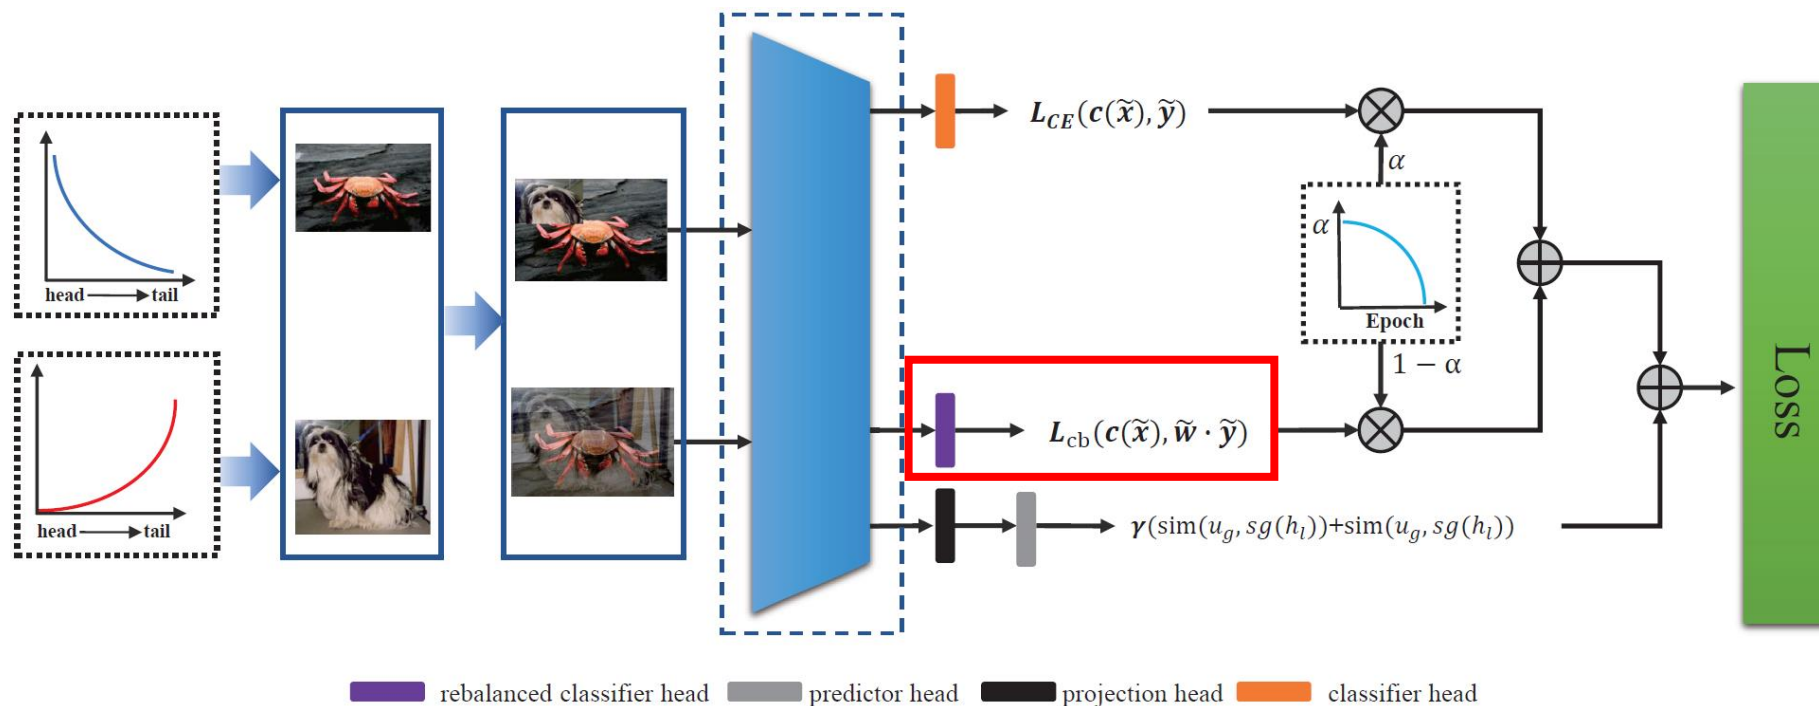 head → tail
head → tail
L_CE(c(x̃), ỹ)
α
α
Epoch
1 − α
L_cb(c(x̃), w̃ · ỹ)
γ(sim(u_g, sg(h_l))+sim(u_g, sg(h_l))
Loss
rebalanced classifier head
predictor head
projection head
classifier head